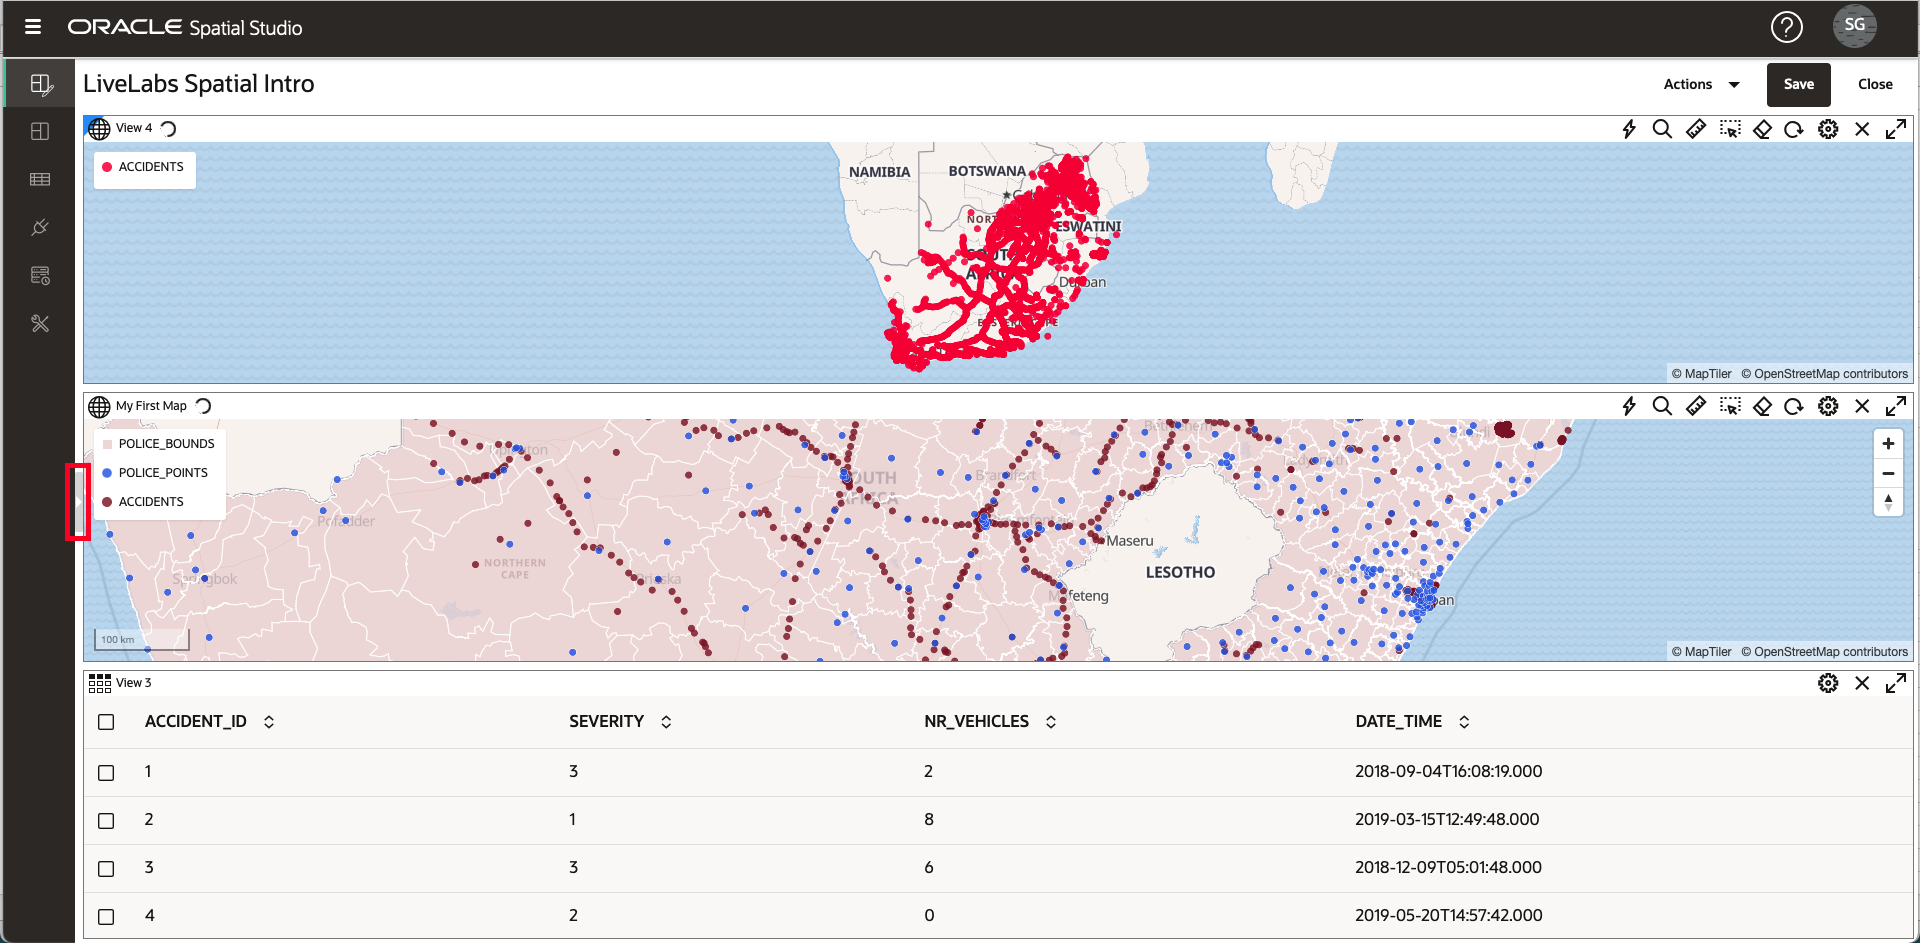 ORACLE Spatial Studio
SG
LiveLabs Spatial Intro
Actions
Save
Close
View 4
ACCIDENTS
NAMIBIA
BOTSWANA
ESWATINI
© MapTiler © OpenStreetMap contributors
My First Map
POLICE_BOUNDS
POLICE_POINTS
ACCIDENTS
Pofadder
Springbok
NORTHERN
CAPE
SOUTH
AFRICA
Maseru
LESOTHO
100 km
© MapTiler © OpenStreetMap contributors
View 3
ACCIDENT_ID SEVERITY NR_VEHICLES DATE_TIME
1 3 2 2018-09-04T16:08:19.000
2 1 8 2019-03-15T12:49:48.000
3 3 6 2018-12-09T05:01:48.000
4 2 0 2019-05-20T14:57:42.000